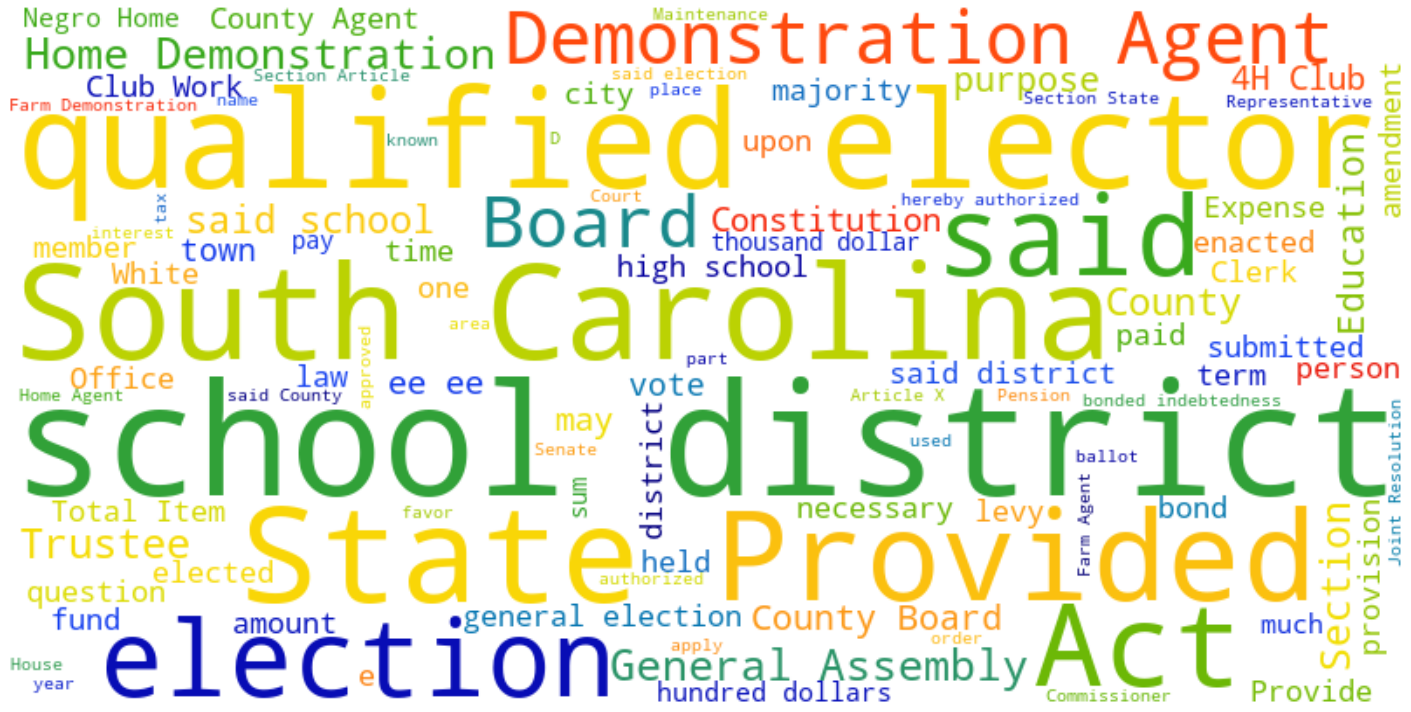 Negro Home County Agent Demonstration Agent Maintenance
Home Demonstration
Club Work Section Article said election purpose 4H Club
Farm Demonstration name city place majority Section State Representative amendment
qualified elector
known D upon Education
tax Court hereby authorized
interest said school Board Constitution said Expense
member town pay time thousand dollar enacted
White high school Clerk
South Carolina
one area County
approved paid submitted
Office law ee ee part vote said district term person
Home Agent said County Article X Pension bonded indebtedness
school district
may Senate district used ballot Joint Resolution
sum Farm Agent
Total Item favor necessary levy bond
Trustee State Provided Section provision
question elected held authorized
fund amount general election County Board much
election apply order Act
House e General Assembly
year hundred dollars Commissioner Provide